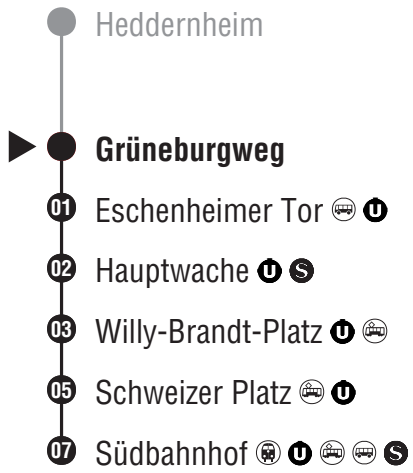 Heddernheim
Grüneburgweg
01 Eschenheimer Tor U
02 Hauptwache U S
03 Willy-Brandt-Platz U
05 Schweizer Platz U
07 Südbahnhof U S